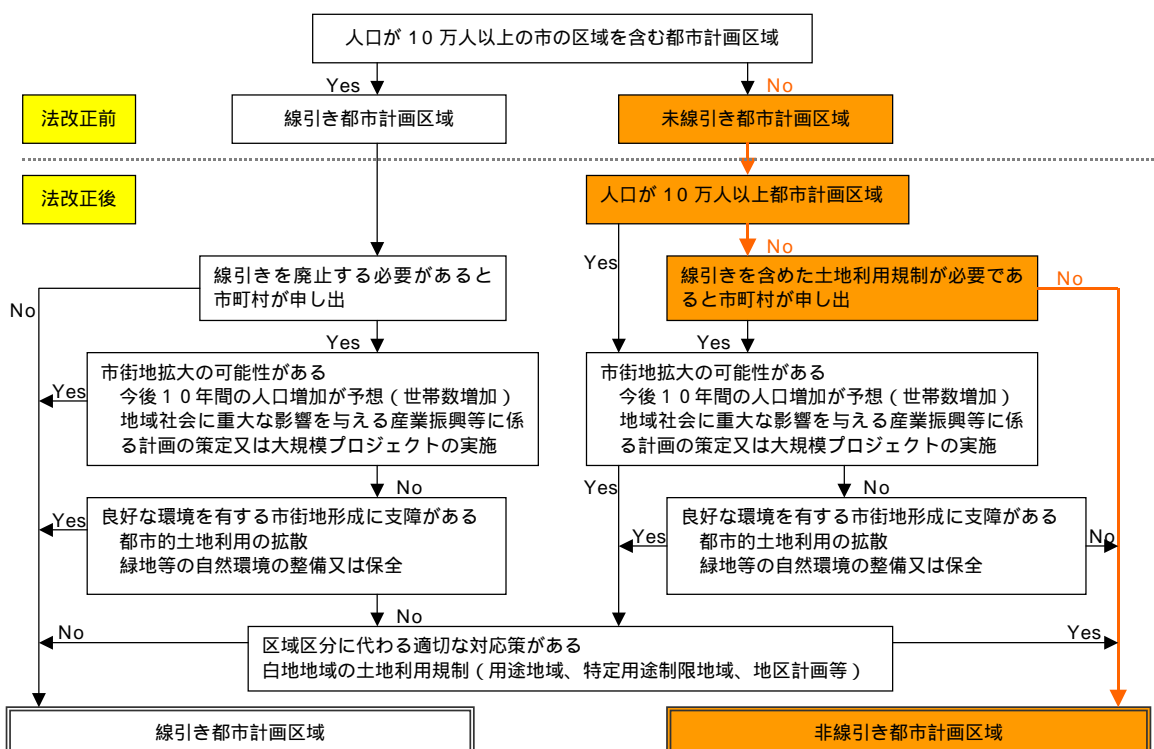 人口が１０万人以上の市の区域を含む都市計画区域
Yes
No
法改正前
線引き都市計画区域
未線引き都市計画区域
法改正後
人口が１０万人以上都市計画区域
No
Yes
線引きを廃止する必要があると
市町村が申し出
線引きを含めた土地利用規制が必要であ
ると市町村が申し出
No
No
Yes
Yes
市街地拡大の可能性がある
今後１０年間の人口増加が予想（世帯数増加）
地域社会に重大な影響を与える産業振興等に係
る計画の策定又は大規模プロジェクトの実施
Yes
市街地拡大の可能性がある
今後１０年間の人口増加が予想（世帯数増加）
地域社会に重大な影響を与える産業振興等に係
る計画の策定又は大規模プロジェクトの実施
No
Yes
No
良好な環境を有する市街地形成に支障がある
都市的土地利用の拡散
緑地等の自然環境の整備又は保全
Yes
良好な環境を有する市街地形成に支障がある
都市的土地利用の拡散
緑地等の自然環境の整備又は保全
Yes
No
No
No
区域区分に代わる適切な対応策がある
白地地域の土地利用規制（用途地域、特定用途制限地域、地区計画等）
Yes
線引き都市計画区域
非線引き都市計画区域